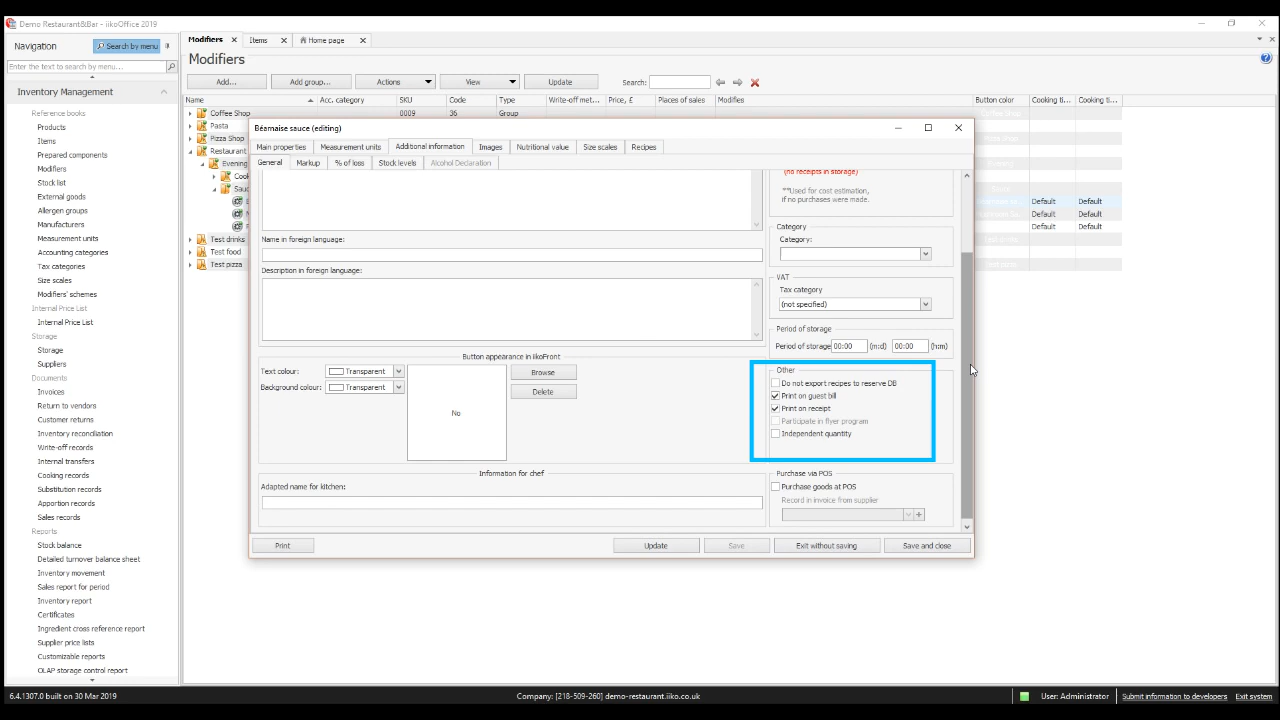 Demo Restaurant&Bar - iikoOffice 2019
Navigation
Search by menu
Enter the text to search by menu...
Inventory Management
Reference books
Products
Items
Prepared components
Modifiers
Stock list
External goods
Allergen groups
Manufacturers
Measurement units
Accounting categories
Tax categories
Size scales
Modifiers' schemes
Internal Price List
Internal Price List
Storage
Storage
Suppliers
Documents
Invoices
Return to vendors
Customer returns
Inventory reconciliation
Write-off records
Internal transfers
Cooking records
Substitution records
Apportion records
Sales records
Reports
Stock balance
Detailed turnover balance sheet
Inventory movement
Sales report for period
Inventory report
Certificates
Ingredient cross reference report
Supplier price lists
Customizable reports
OLAP storage control report
Modifiers
Items
Home page
Modifiers
Add...
Add group...
Actions
View
Update
Search:
Name
Acc. category
SKU
Code
Type
Write-off met...
Price, £
Places of sales
Modifiers
Button color
Cooking ti...
Cooking ti...
Coffee Shop
0009
36
Group
Pasta
Pizza Shop
Restaurant
Evening
Test drinks
Test food
Test pizza
Default
Default
Default
Default
Default
Default
Béarnaise sauce (editing)
Main properties
Measurement units
Additional information
Images
Nutritional value
Size scales
Recipes
General
Markup
% of loss
Stock levels
Alcohol Declaration
Name in foreign language:
Description in foreign language:
Button appearance in iikoFront
Text colour:
Transparent
Background colour:
Transparent
No
Browse
Delete
Information for chef
Adapted name for kitchen:
(no receipts in storage)
**Used for cost estimation,
if no purchases were made.
Category
Category:
VAT
Tax category
(not specified)
Period of storage
Period of storage
00:00
(m:d)
00:00
(h:m)
Other
Do not export recipes to reserve DB
Print on guest bill
Print on receipt
Participate in flyer program
Independent quantity
Purchase via POS
Purchase goods at POS
Record in invoice from supplier
Print
Update
Save
Exit without saving
Save and close
6.4.1307.0 built on 30 Mar 2019
Company: [218-509-260] demo-restaurant.iiko.co.uk
User: Administrator
Submit information to developers
Exit system